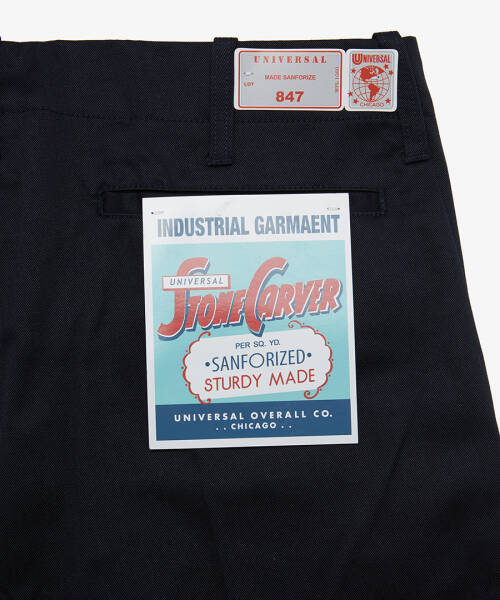 UNIVERSAL
MADE SANFORIZE
LOT
847
UNIVERSAL
CHICAGO
INDUSTRIAL GARMAENT
UNIVERSAL
STONE CARVER
PER SQ. YD.
•SANFORIZED•
STURDY MADE
UNIVERSAL OVERALL CO.
. . CHICAGO . .